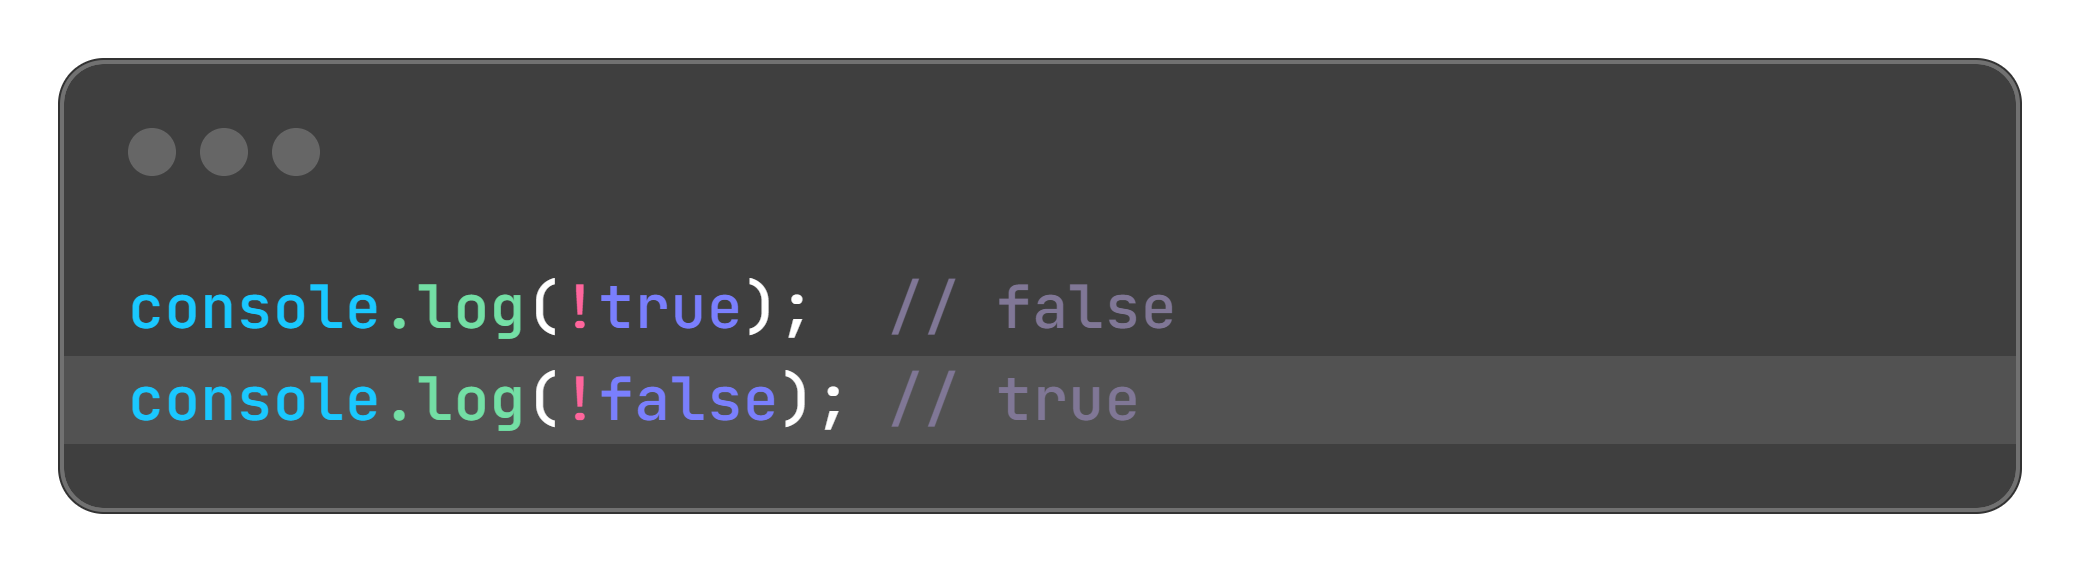 console.log(!true);  // false
console.log(!false); // true